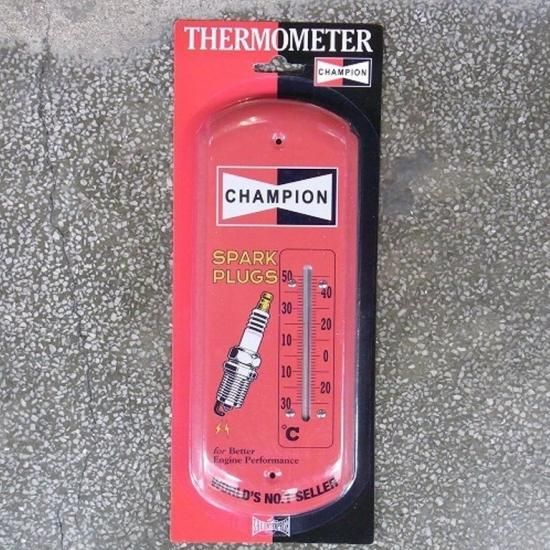 THERMOMETER
CHAMPION
CHAMPION
SPARK
PLUGS
50
40
30
20
10
0
10
20
30
°C
for Better
Engine Performance
WORLD'S NO.1 SELLER
CHAMPION